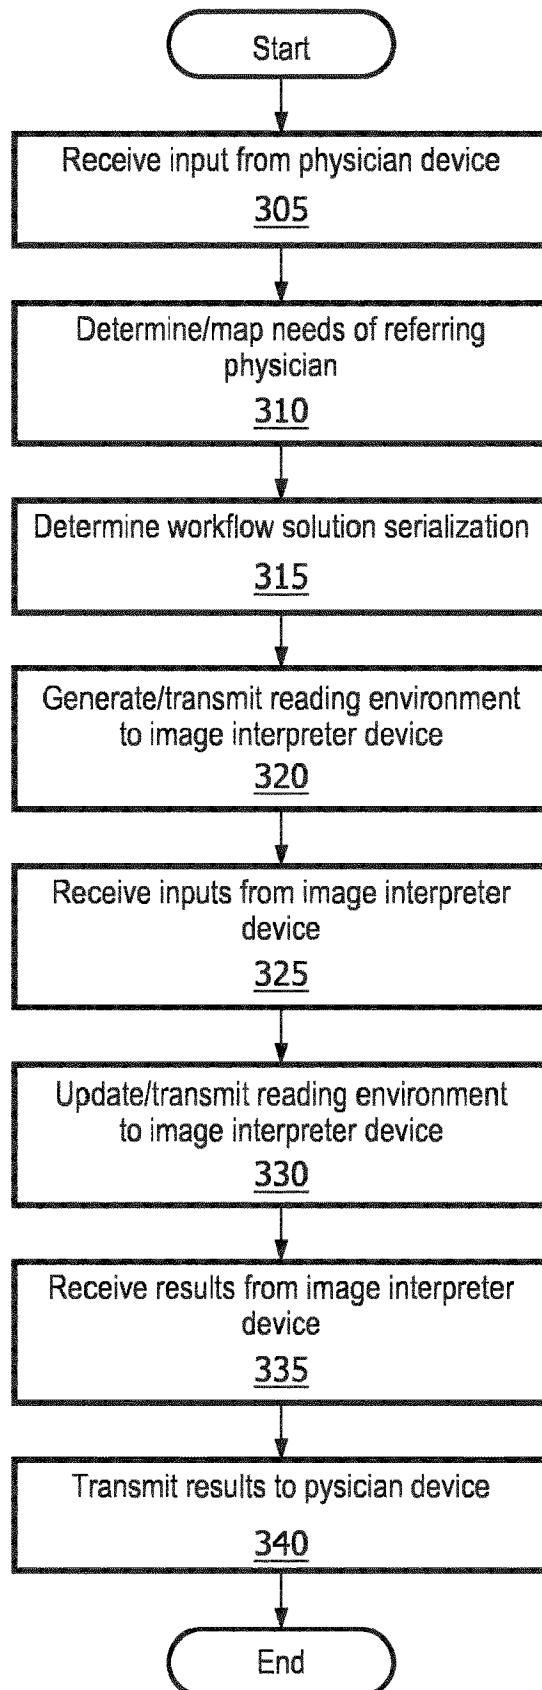 Start
Receive input from physician device
305
Determine/map needs of referring
physician
310
Determine workflow solution serialization
315
Generate/transmit reading environment
to image interpreter device
320
Receive inputs from image interpreter
device
325
Update/transmit reading environment
to image interpreter device
330
Receive results from image interpreter
device
335
Transmit results to pysician device
340
End